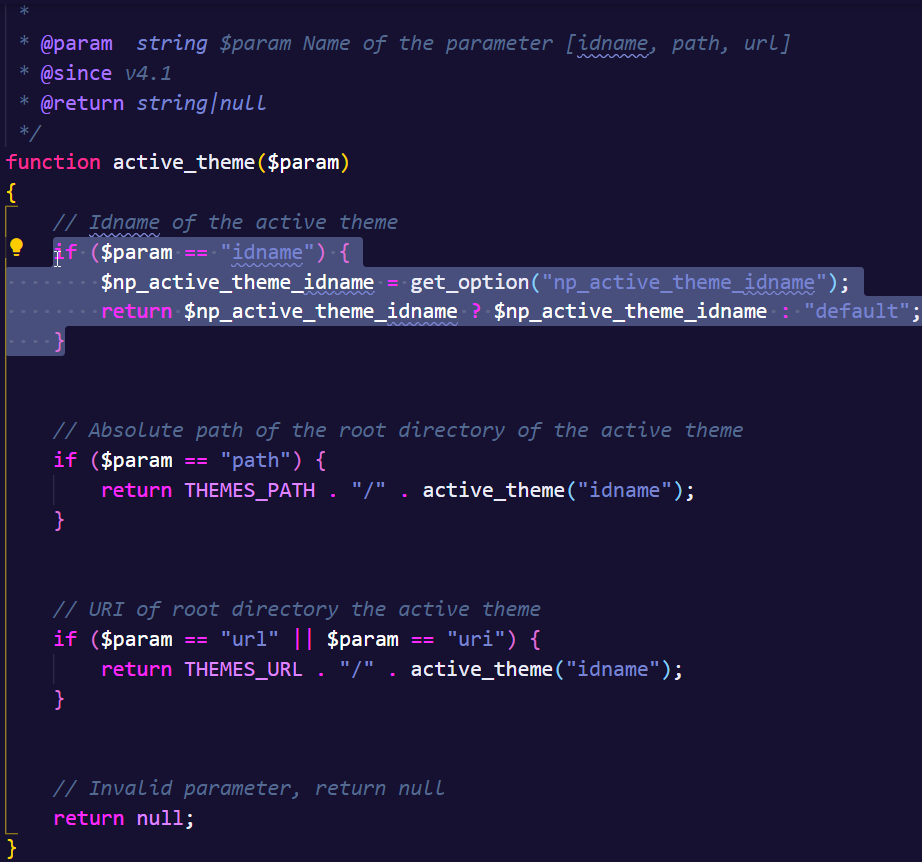 *
 * @param  string $param Name of the parameter [idname, path, url]
 * @since v4.1
 * @return string|null
 */
function active_theme($param)
{
    // Idname of the active theme
    if ($param == "idname") {
        $np_active_theme_idname = get_option("np_active_theme_idname");
        return $np_active_theme_idname ? $np_active_theme_idname : "default";
    }
    // Absolute path of the root directory of the active theme
    if ($param == "path") {
        return THEMES_PATH . "/" . active_theme("idname");
    }
    // URI of root directory the active theme
    if ($param == "url" || $param == "uri") {
        return THEMES_URL . "/" . active_theme("idname");
    }
    // Invalid parameter, return null
    return null;
}